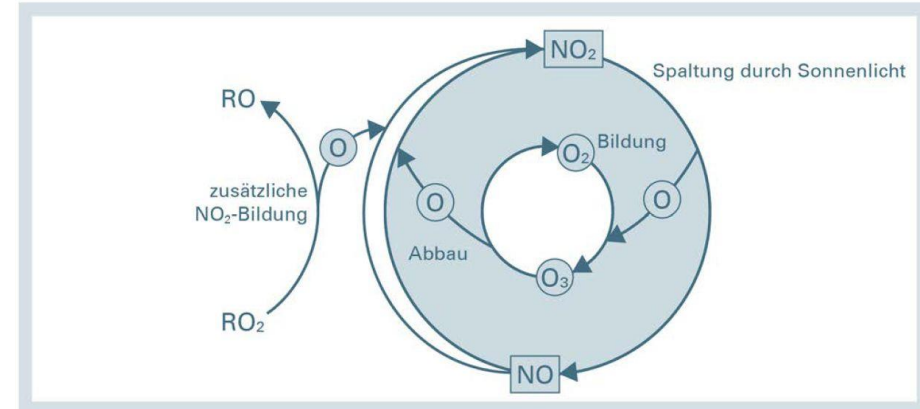 NO₂
Spaltung durch Sonnenlicht
RO
O
O₂
Bildung
zusätzliche
NO₂-Bildung
O
O
Abbau
O₃
RO₂
NO